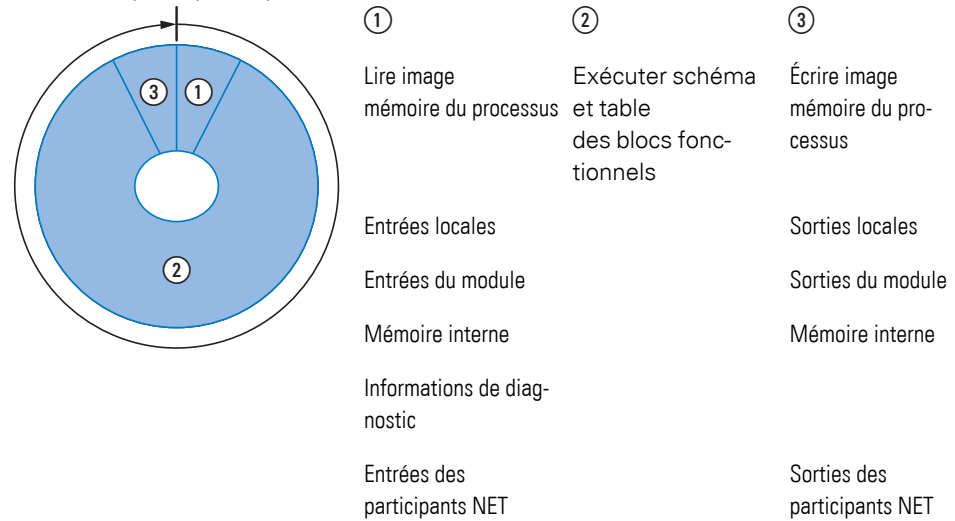 ③ ①
②
① ② ③
Lire image
mémoire du processus
Exécuter schéma
et table
des blocs fonc-
tionnels
Écrire image
mémoire du pro-
cessus
Entrées locales
Sorties locales
Entrées du module
Sorties du module
Mémoire interne
Mémoire interne
Informations de diag-
nostic
Entrées des
participants NET
Sorties des
participants NET